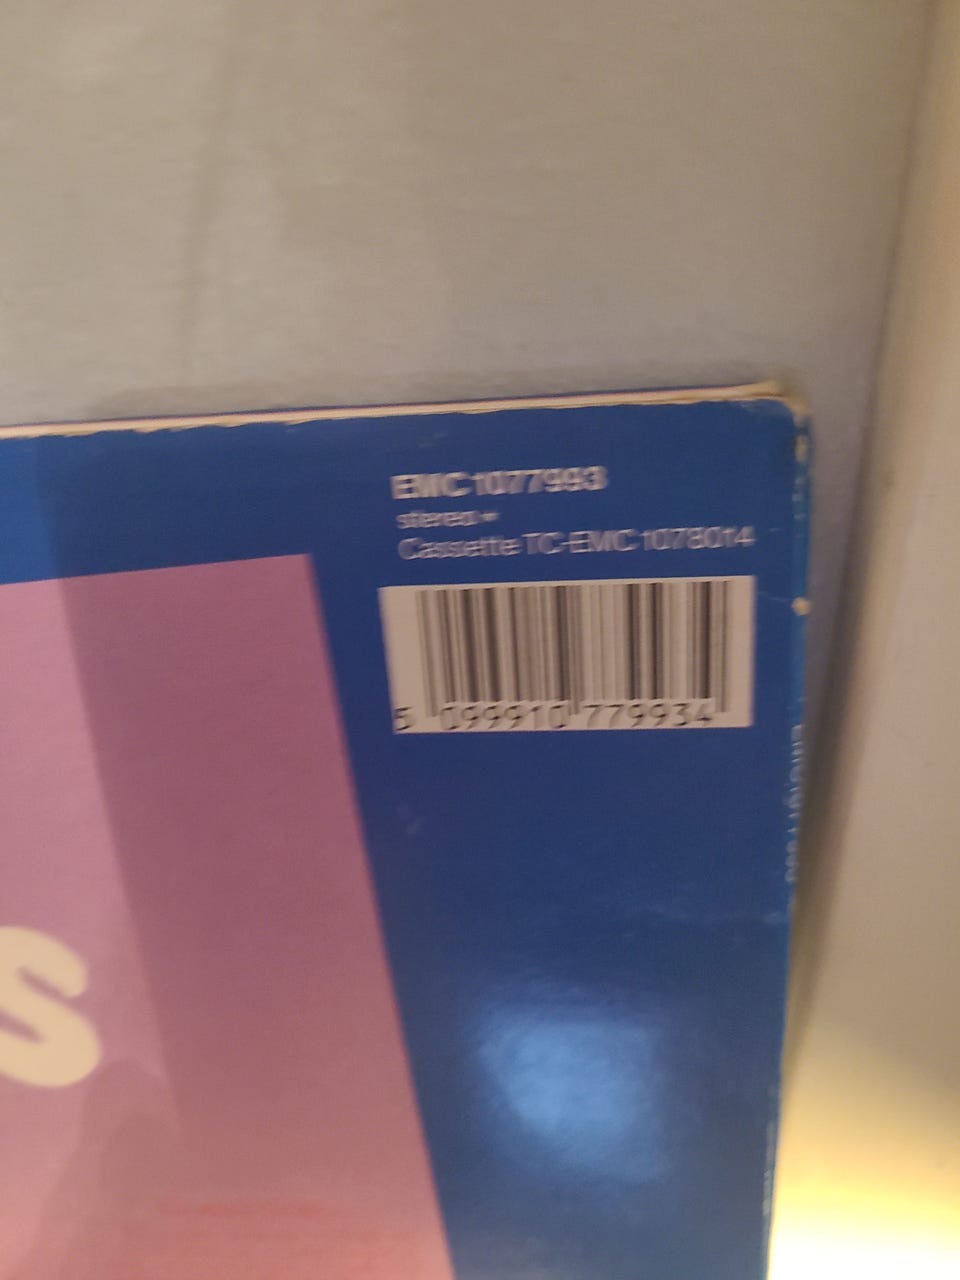 EMC 1077993
stereo •
Cassette TC-EMC 1078014
5 099910 779934
S